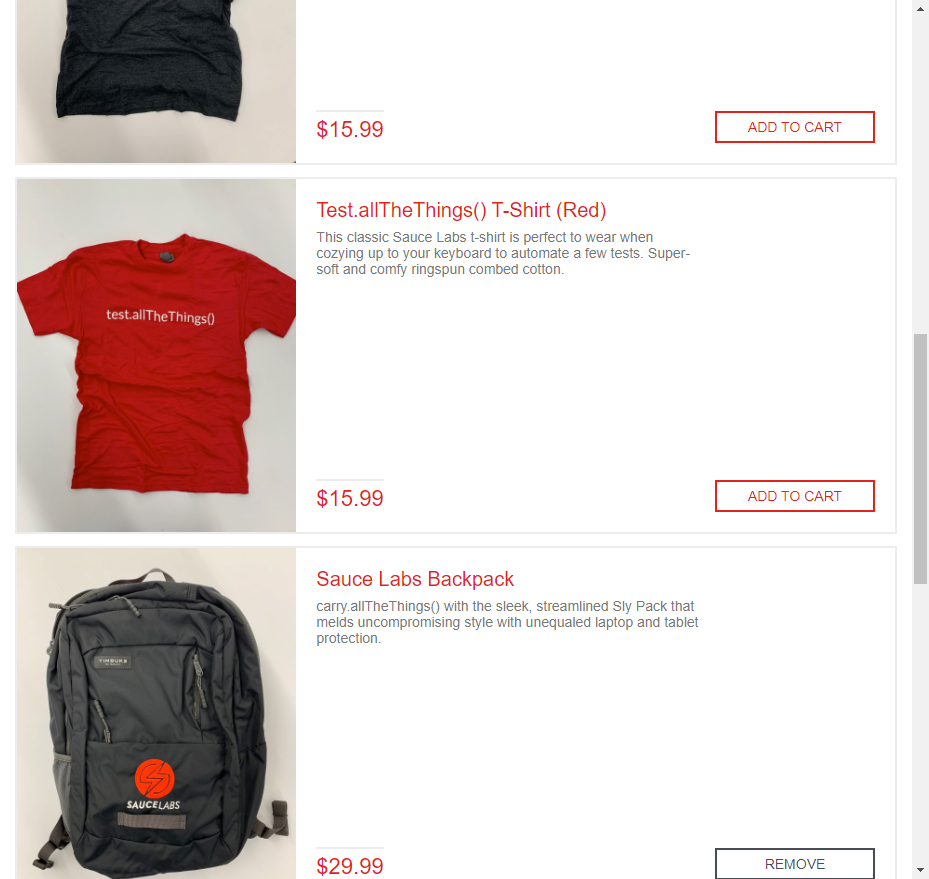 $15.99
ADD TO CART
Test.allTheThings() T-Shirt (Red)
This classic Sauce Labs t-shirt is perfect to wear when
cozying up to your keyboard to automate a few tests. Super-
soft and comfy ringspun combed cotton.
test.allTheThings()
$15.99
ADD TO CART
Sauce Labs Backpack
carry.allTheThings() with the sleek, streamlined Sly Pack that
melds uncompromising style with unequaled laptop and tablet
protection.
TIMBUK2
SAUCELABS
$29.99
REMOVE